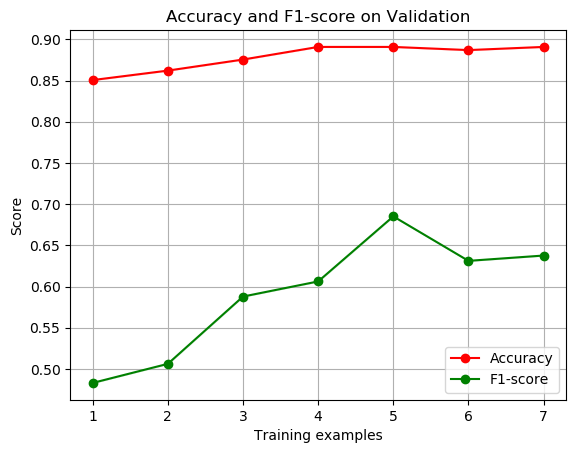 Accuracy and F1-score on Validation
0.90
0.85
0.80
0.75
0.70
0.65
0.60
0.55
0.50
Score
Accuracy
F1-score
1 2 3 4 5 6 7
Training examples